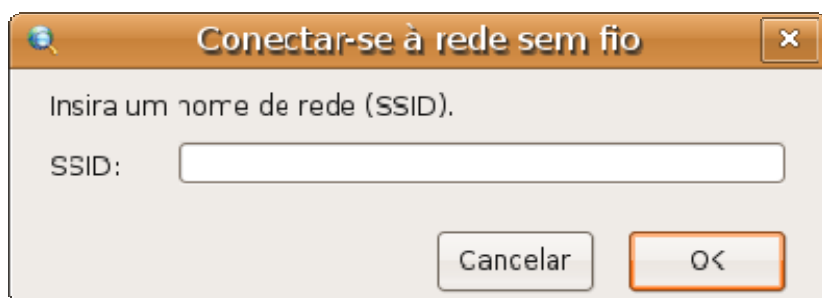 Conectar-se à rede sem fio
Insira um nome de rede (SSID).
SSID:
Cancelar OK